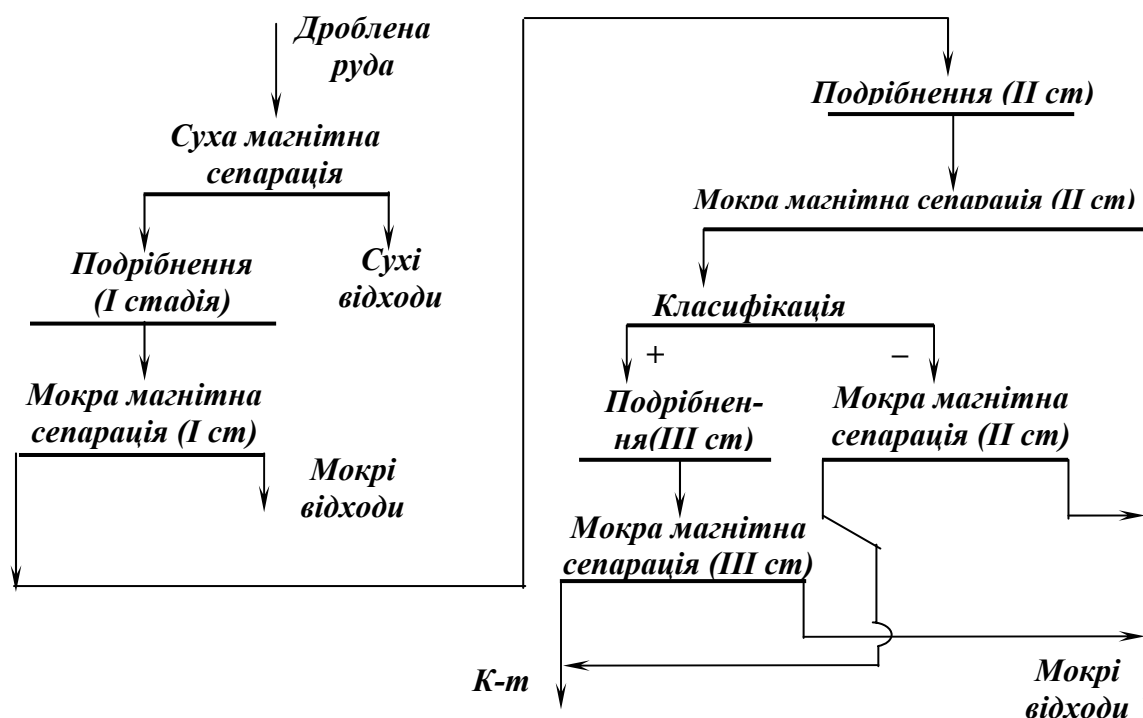 Дроблена
руда
Суха магнітна
сепарація
Подрібнення
(І стадія)
Сухі
відходи
Мокра магнітна
сепарація (І ст)
Мокрі
відходи
Подрібнення (ІІ ст)
Мокра магнітна сепарація (ІІ ст)
Класифікація
+
–
Подрібнен-
ня(ІІІ ст)
Мокра магнітна
сепарація (ІІ ст)
Мокра магнітна
сепарація (ІІІ ст)
К-т
Мокрі
відходи